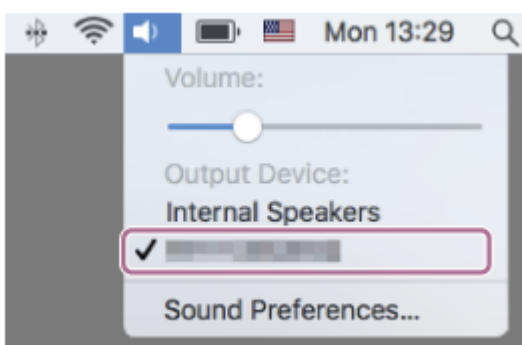 Mon 13:29
Volume:
Output Device:
Internal Speakers
Sound Preferences...